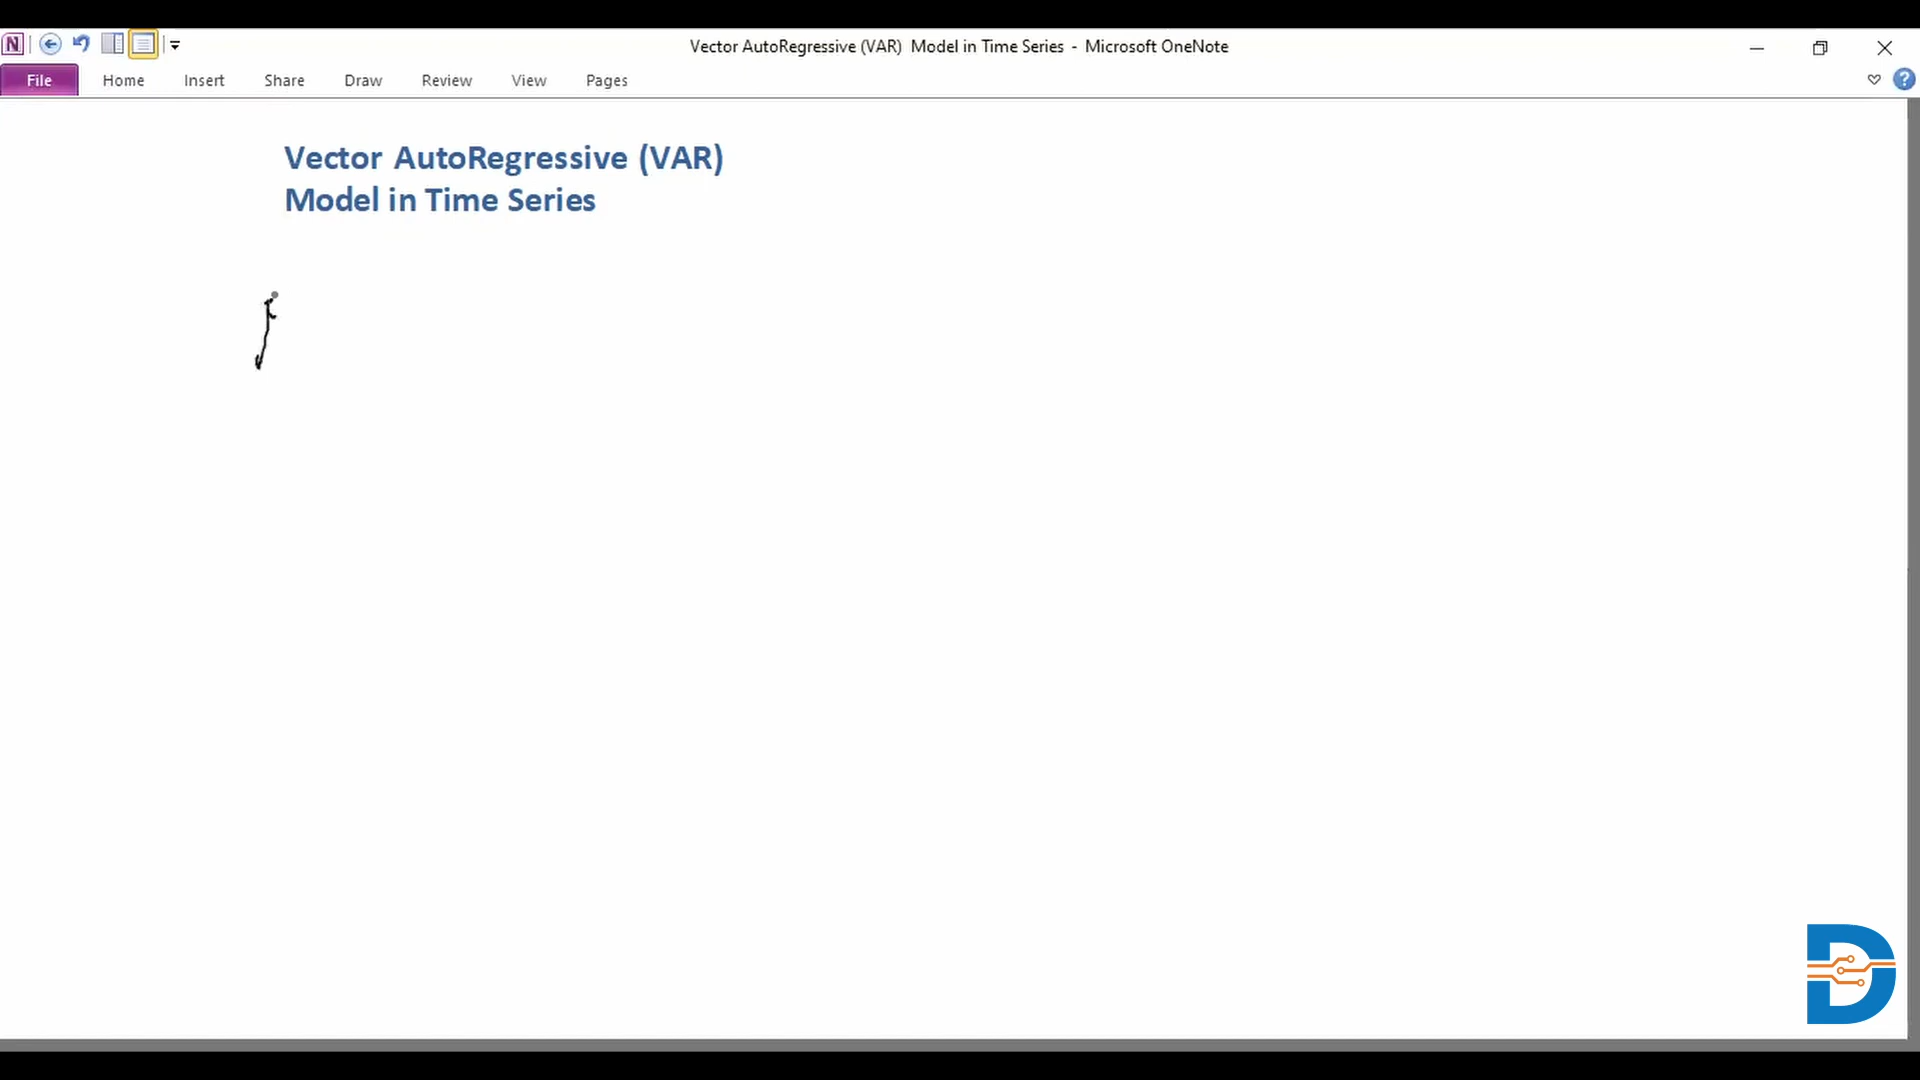 Vector AutoRegressive (VAR)  Model in Time Series  -  Microsoft OneNote
File Home Insert Share Draw Review View Pages
Vector AutoRegressive (VAR)
Model in Time Series